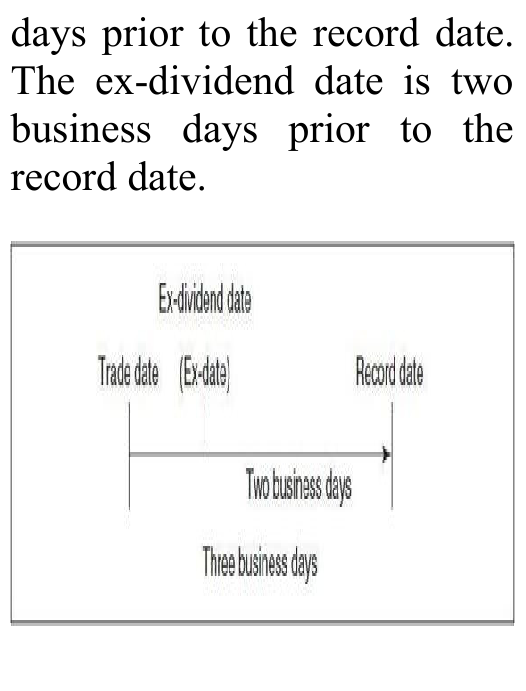 days prior to the record date.
The ex-dividend date is two
business days prior to the
record date.
Ex-dividend date
Trade date (Ex-date) Record date
Two business days
Three business days